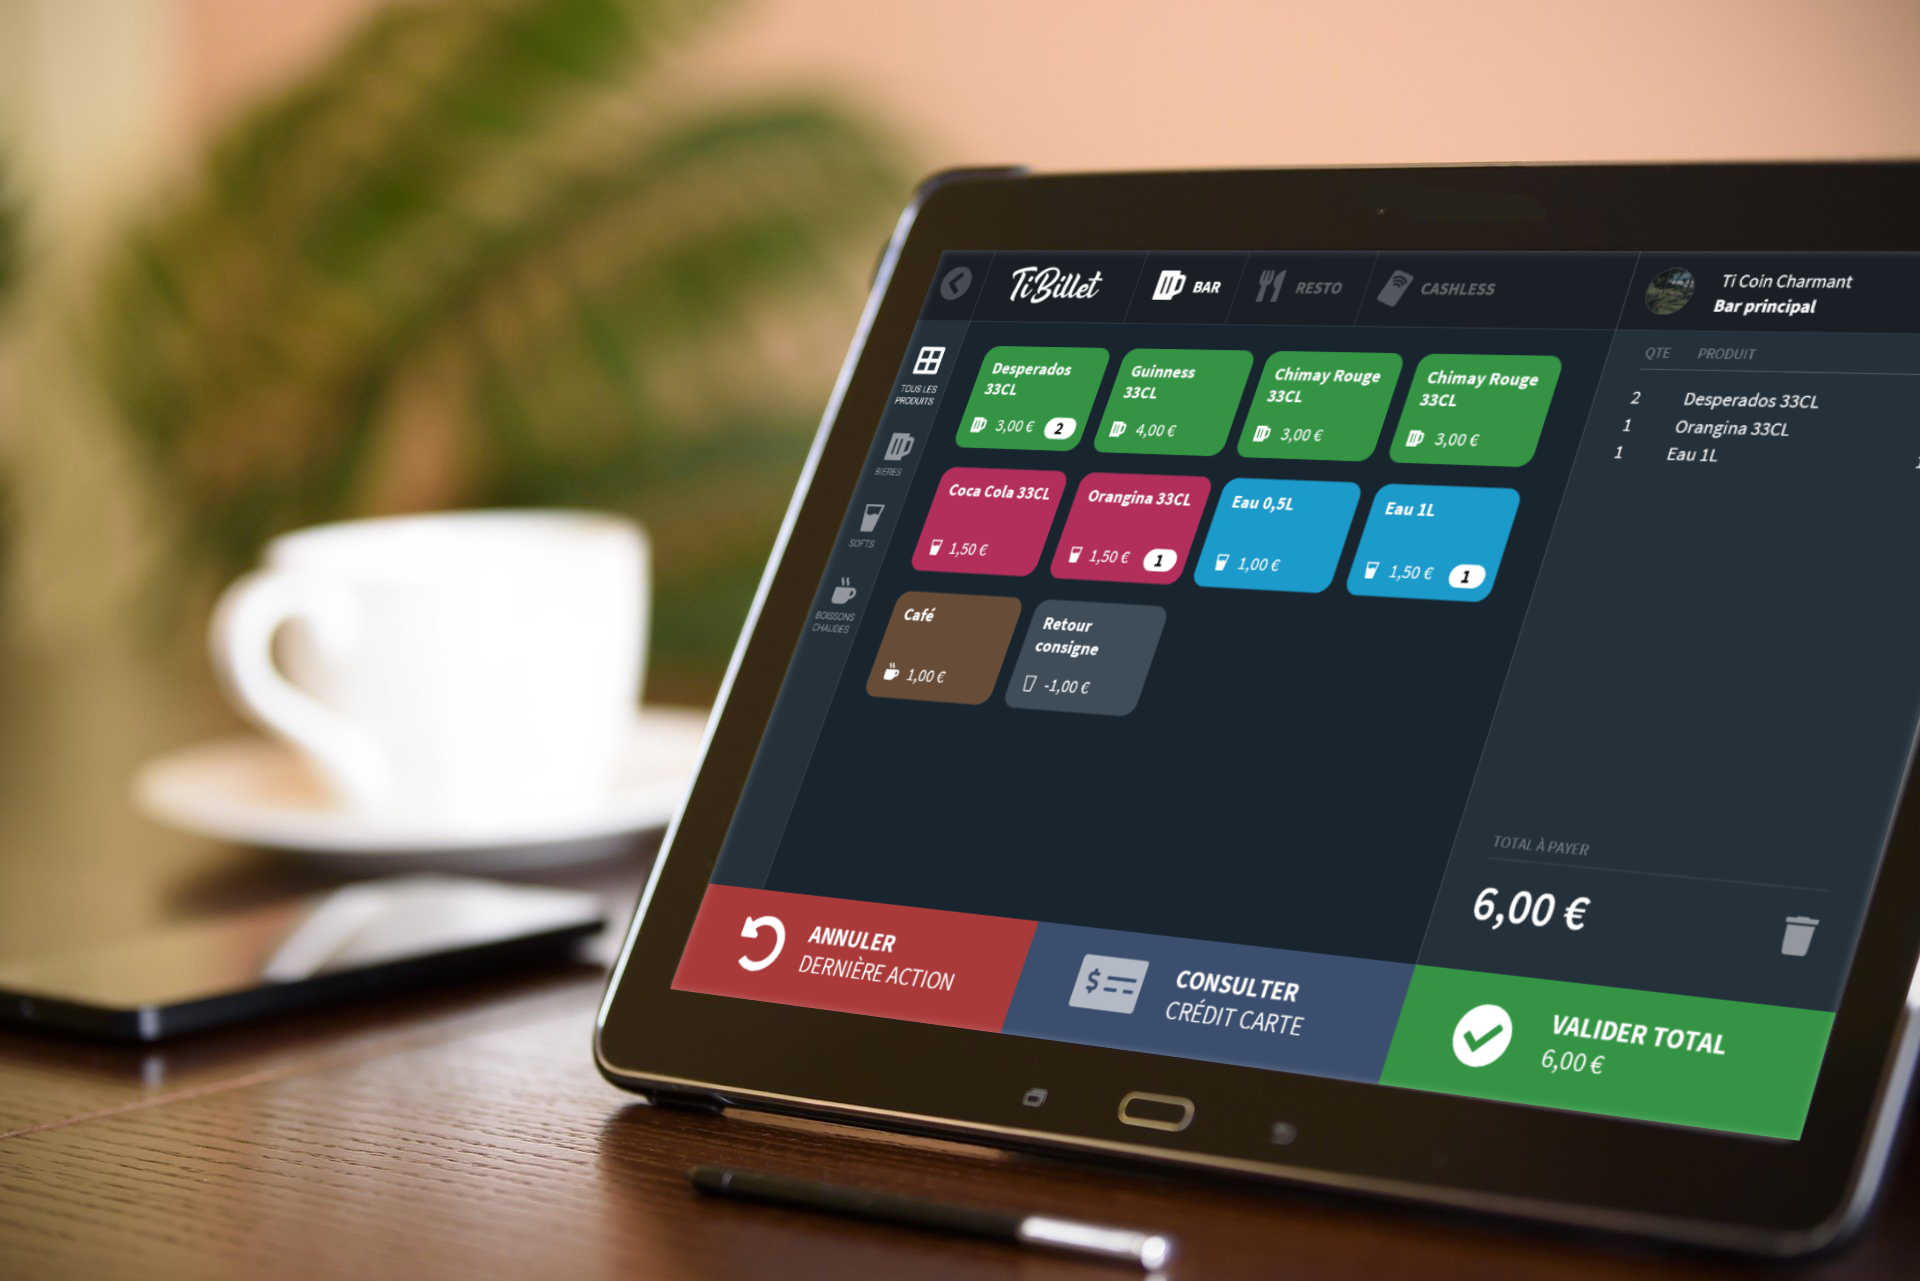 TiBillet
BAR
RESTO
CASHLESS
Ti Coin Charmant
Bar principal
TOUS LES
PRODUITS
BIERES
SOFTS
BOISSONS
CHAUDES
Desperados
33CL
3,00 €
2
Guinness
33CL
4,00 €
Chimay Rouge
33CL
3,00 €
Chimay Rouge
33CL
3,00 €
Coca Cola 33CL
1,50 €
Orangina 33CL
1,50 €
1
Eau 0,5L
1,00 €
Eau 1L
1,50 €
1
Café
1,00 €
Retour
consigne
-1,00 €
QTE PRODUIT
2 Desperados 33CL
1 Orangina 33CL
1 Eau 1L
TOTAL À PAYER
6,00 €
ANNULER
DERNIÈRE ACTION
$
CONSULTER
CRÉDIT CARTE
VALIDER TOTAL
6,00 €